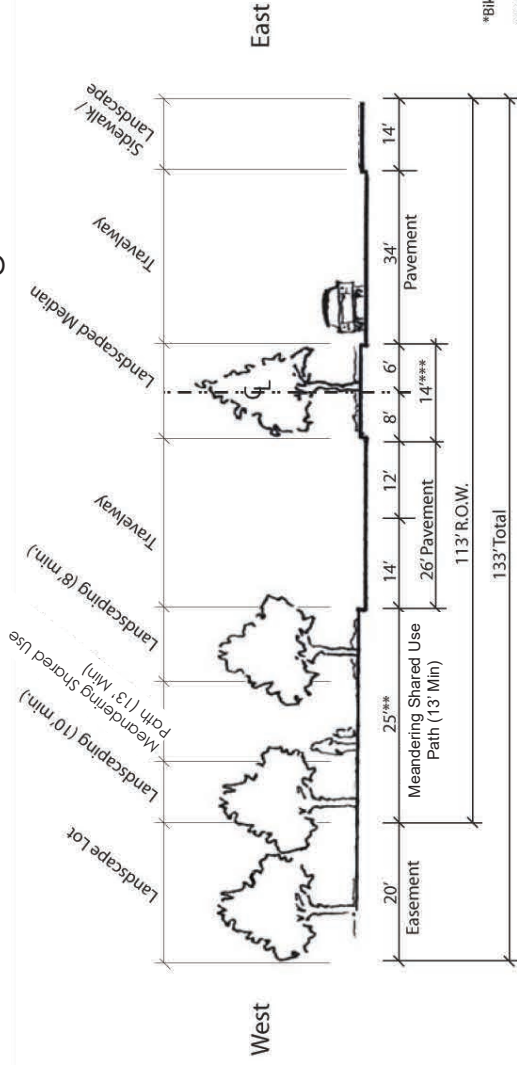 West
East
Landscape Lot
Landscaping (10' min.)
Meandering Shared Use
Path (13' Min)
Landscaping (8' min.)
Travelway
Landscaped Median
Travelway
Sidewalk /
Landscape
CL
20'
25'**
14'
12'
8'
6'
34'
14'
Easement
Meandering Shared Use
Path (13' Min)
26' Pavement
14'***
Pavement
113' R.O.W.
133' Total